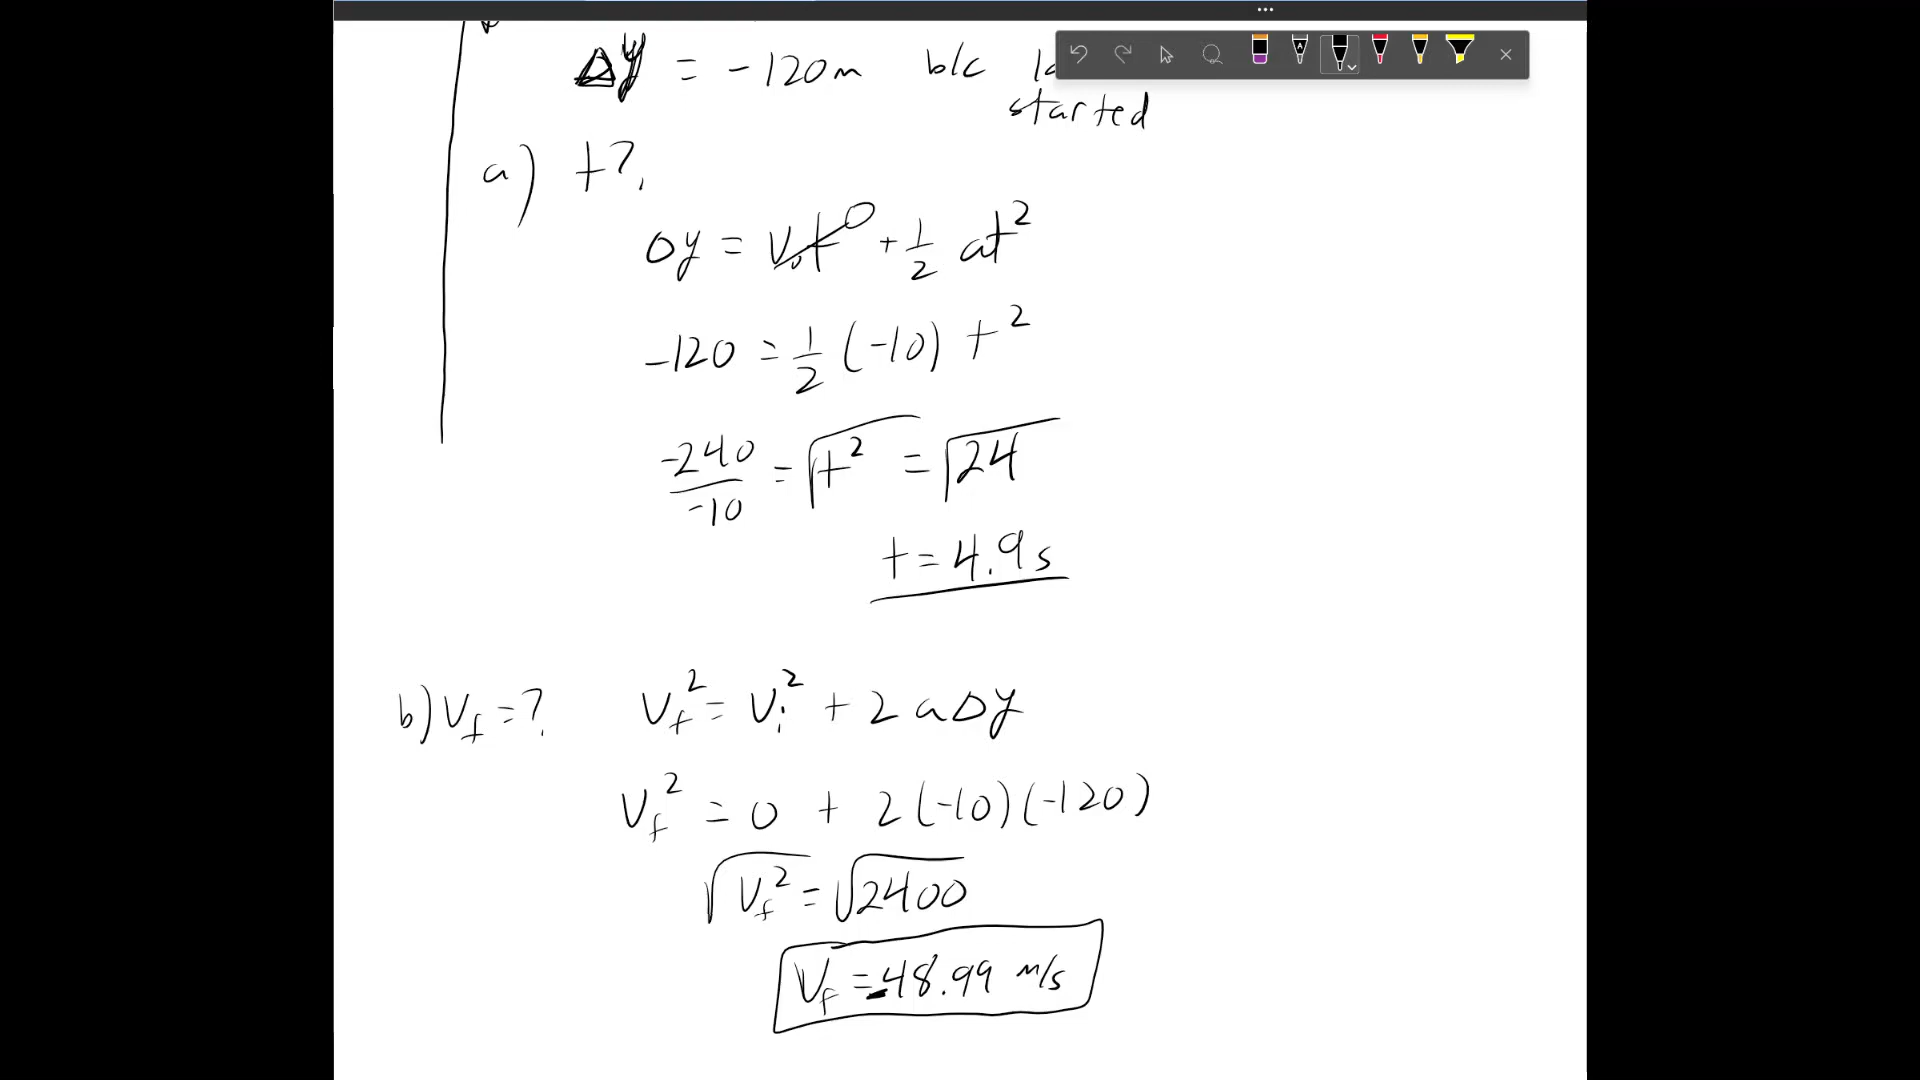 Δy = -120m b/c
started
a) t?
Δy = v₀t⁰ + 1/2 at²
-120 = 1/2 (-10) t²
-240/-10 = √t² = √24
t = 4.9s
b) Vf = ? Vf² = Vi² + 2aΔy
Vf² = 0 + 2(-10)(-120)
√Vf² = √2400
Vf = -48.99 m/s